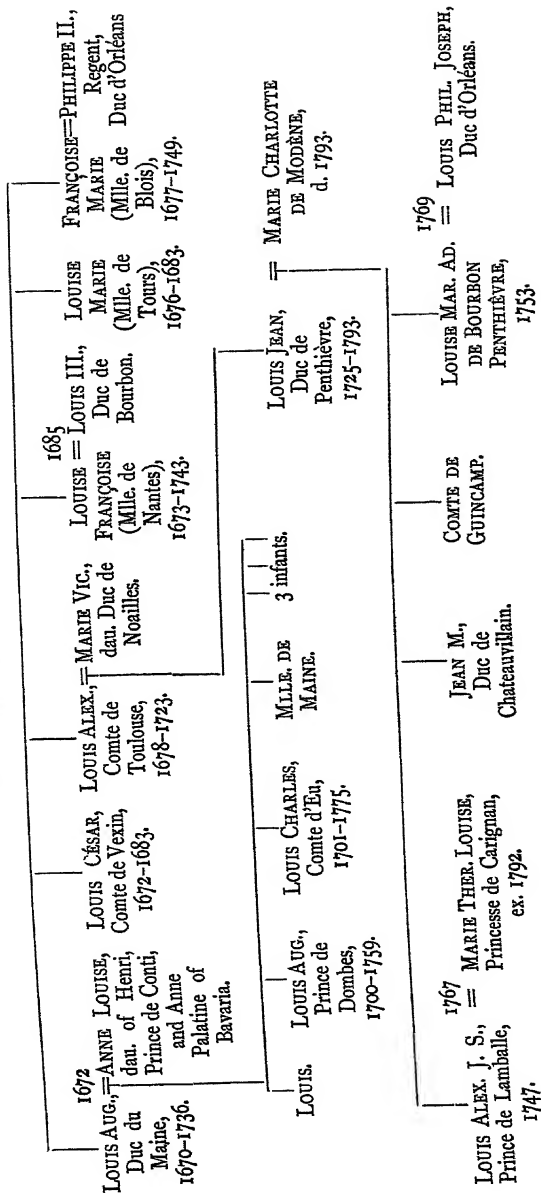 1672
LOUIS AUG.,=ANNE LOUISE,
Duc du dau. of Henri,
Maine, Prince de Conti,
1670-1736. and Anne
Palatine of
Bavaria.
LOUIS CÉSAR,
Comte de Vexin,
1672-1683.
LOUIS ALEX.,=MARIE VIC.,
Comte de dau. Duc de
Toulouse, Noailles.
1678-1723.
1685
LOUISE = LOUIS III.,
FRANÇOISE Duc de
(Mlle. de Bourbon.
Nantes),
1673-1743.
LOUISE
MARIE
(Mlle. de
Tours),
1676-1683.
FRANÇOISE=PHILIPPE II.,
MARIE Regent,
(Mlle. de Duc d'Orléans
Blois),
1677-1749.
LOUIS.
LOUIS AUG.,
Prince de
Dombes,
1700-1759.
LOUIS CHARLES,
Comte d'Eu,
1701-1775.
MLLE. DE
MAINE.
3 infants.
LOUIS JEAN,
Duc de
Penthièvre,
1725-1793.
= MARIE CHARLOTTE
DE MODÈNE,
d. 1793.
1767
LOUIS ALEX. J. S., = MARIE THER. LOUISE,
Prince de Lamballe, Princesse de Carignan,
1747. ex. 1792.
JEAN M.,
Duc de
Chateauvillain.
COMTE DE
GUINCAMP.
1769
LOUISE MAR. AD. = LOUIS PHIL. JOSEPH,
DE BOURBON Duc d'Orléans.
PENTHIÈVRE,
1753.